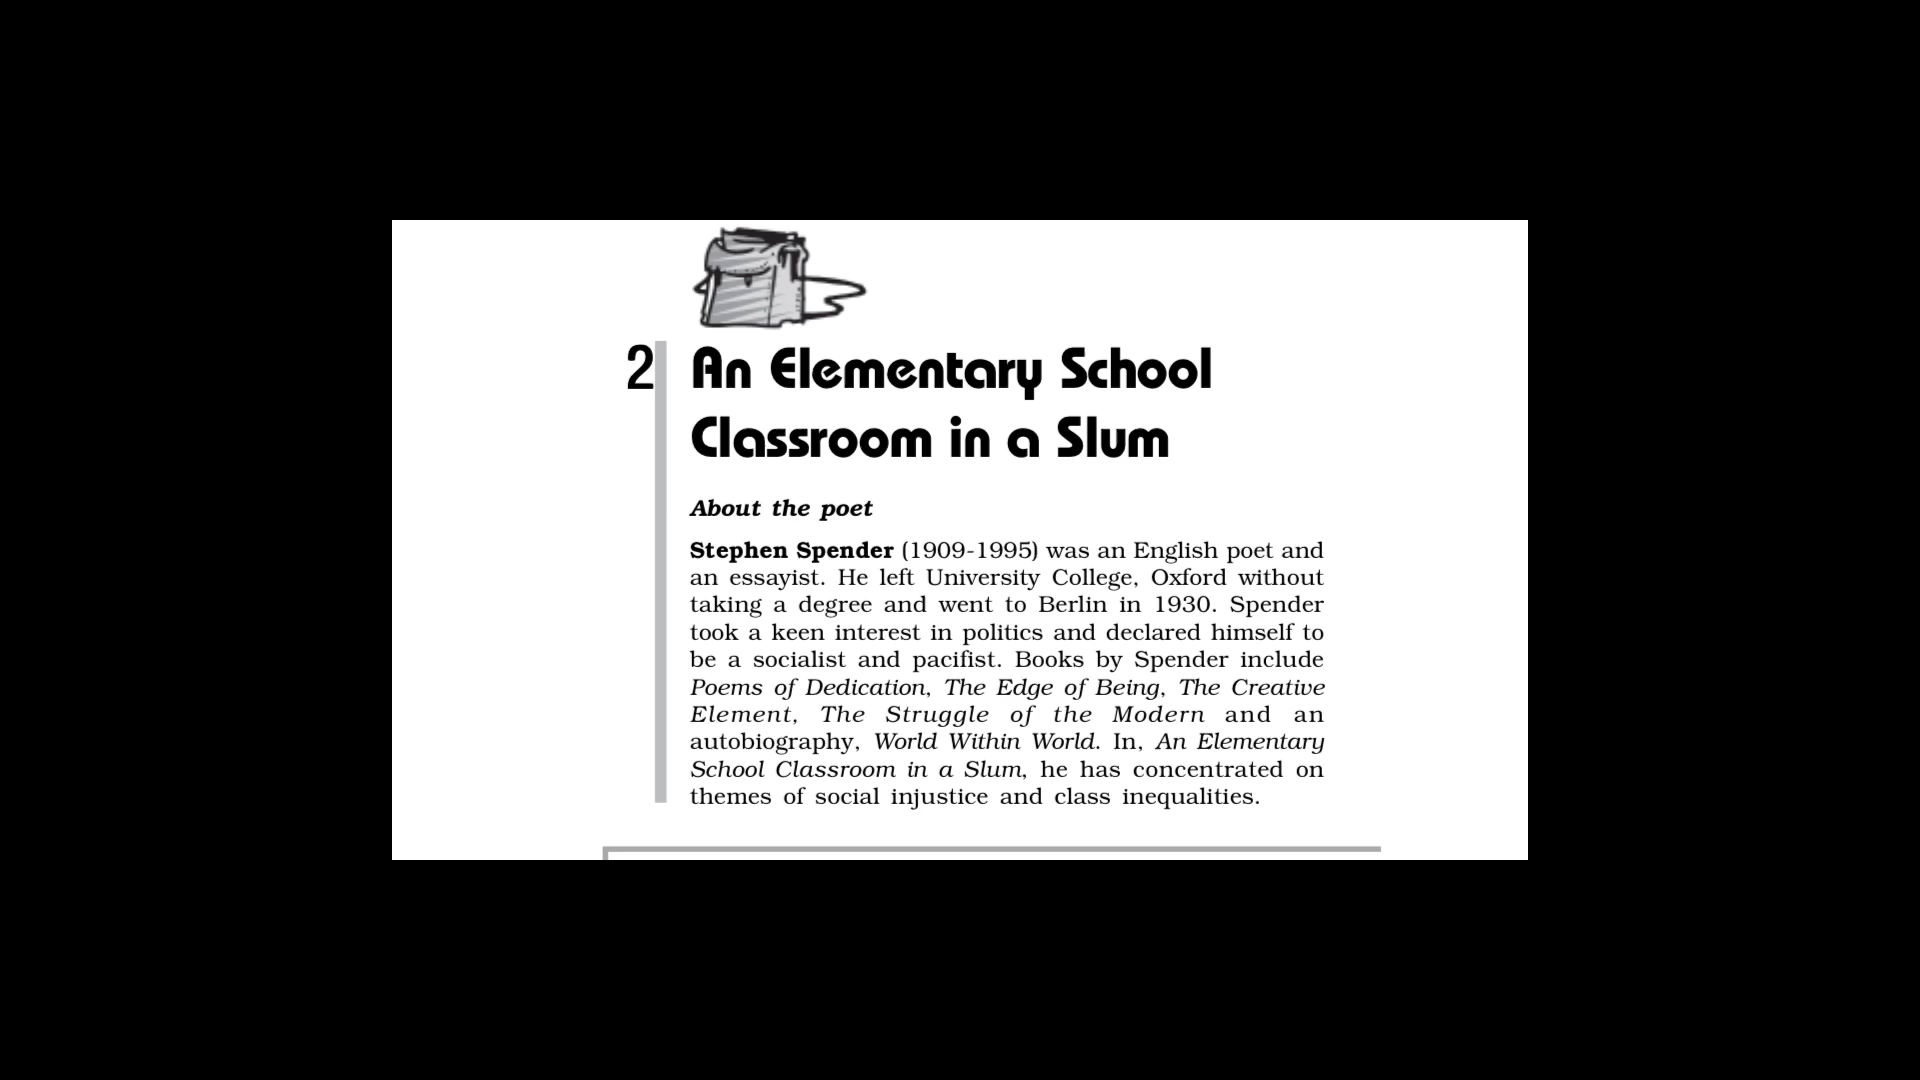 2
An Elementary School
Classroom in a Slum
About the poet
Stephen Spender (1909-1995) was an English poet and
an essayist. He left University College, Oxford without
taking a degree and went to Berlin in 1930. Spender
took a keen interest in politics and declared himself to
be a socialist and pacifist. Books by Spender include
Poems of Dedication, The Edge of Being, The Creative
Element, The Struggle of the Modern and an
autobiography, World Within World. In, An Elementary
School Classroom in a Slum, he has concentrated on
themes of social injustice and class inequalities.